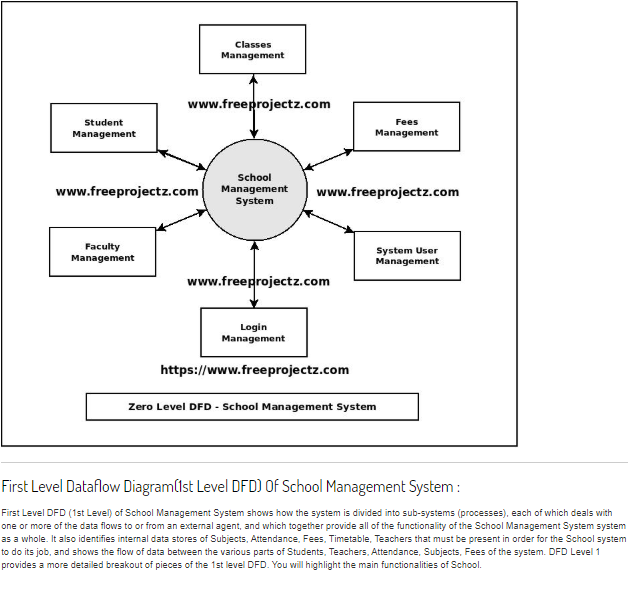 Classes
Management
www.freeprojectz.com
Student
Management
Fees
Management
School
Management
System
www.freeprojectz.com
www.freeprojectz.com
Faculty
Management
System User
Management
www.freeprojectz.com
Login
Management
https://www.freeprojectz.com
Zero Level DFD - School Management System
First Level Dataflow Diagram(1st Level DFD) Of School Management System :
First Level DFD (1st Level) of School Management System shows how the system is divided into sub-systems (processes), each of which deals with
one or more of the data flows to or from an external agent, and which together provide all of the functionality of the School Management System system
as a whole. It also identifies internal data stores of Subjects, Attendance, Fees, Timetable, Teachers that must be present in order for the School system
to do its job, and shows the flow of data between the various parts of Students, Teachers, Attendance, Subjects, Fees of the system. DFD Level 1
provides a more detailed breakout of pieces of the 1st level DFD. You will highlight the main functionalities of School.